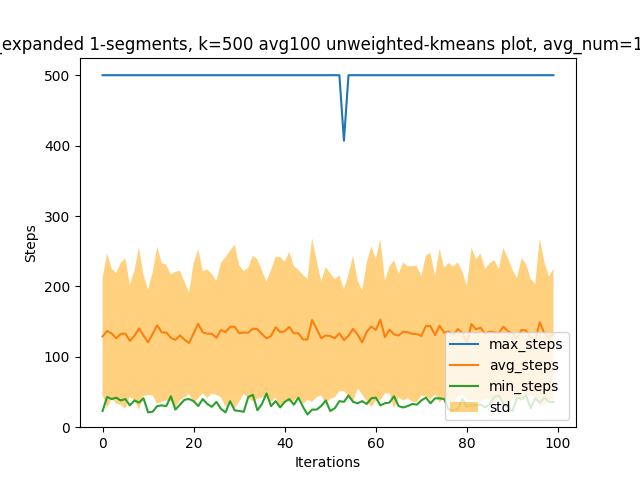 _expanded 1-segments, k=500 avg100 unweighted-kmeans plot, avg_num=1
500
400
300
200
100
0
Steps
max_steps
avg_steps
min_steps
std
0 20 40 60 80 100
Iterations